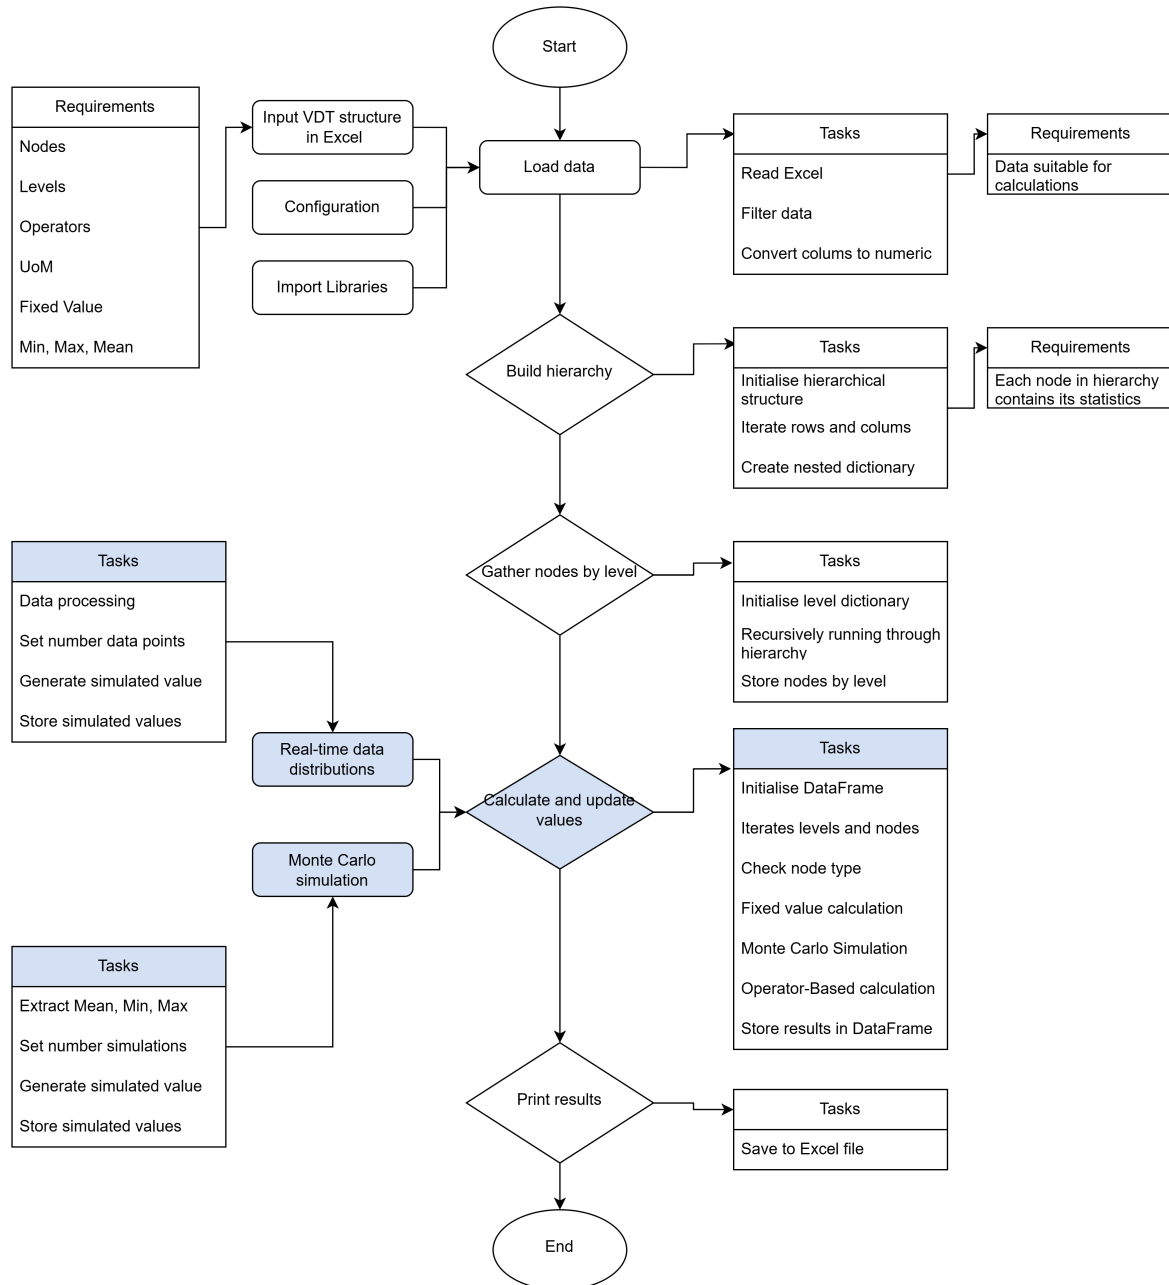 Start
Requirements
Nodes
Levels
Operators
UoM
Fixed Value
Min, Max, Mean
Input VDT structure
in Excel
Configuration
Import Libraries
Load data
Tasks
Read Excel
Filter data
Convert colums to numeric
Requirements
Data suitable for
calculations
Build hierarchy
Tasks
Initialise hierarchical
structure
Iterate rows and colums
Create nested dictionary
Requirements
Each node in hierarchy
contains its statistics
Gather nodes by level
Tasks
Initialise level dictionary
Recursively running through
hierarchy
Store nodes by level
Tasks
Data processing
Set number data points
Generate simulated value
Store simulated values
Real-time data
distributions
Monte Carlo
simulation
Tasks
Extract Mean, Min, Max
Set number simulations
Generate simulated value
Store simulated values
Calculate and update
values
Tasks
Initialise DataFrame
Iterates levels and nodes
Check node type
Fixed value calculation
Monte Carlo Simulation
Operator-Based calculation
Store results in DataFrame
Print results
Tasks
Save to Excel file
End